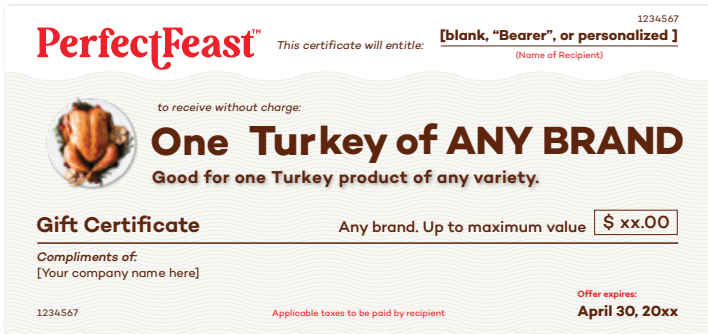 1234567
PerfectFeast™
This certificate will entitle:
[blank, “Bearer”, or personalized ]
(Name of Recipient)
to receive without charge:
One Turkey of ANY BRAND
Good for one Turkey product of any variety.
Gift Certificate
Any brand. Up to maximum value
$ xx.00
Compliments of:
[Your company name here]
Offer expires:
1234567
Applicable taxes to be paid by recipient
April 30, 20xx